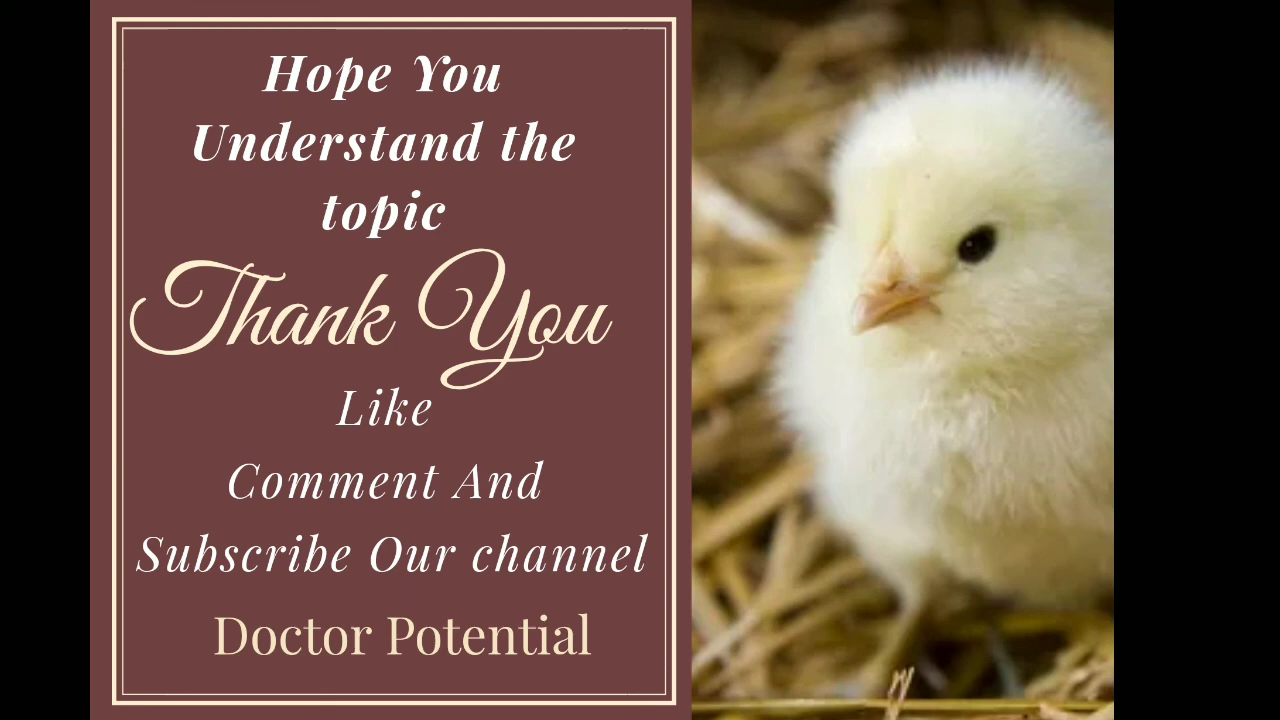 Hope You
Understand the
topic
Thank You
Like
Comment And
Subscribe Our channel
Doctor Potential